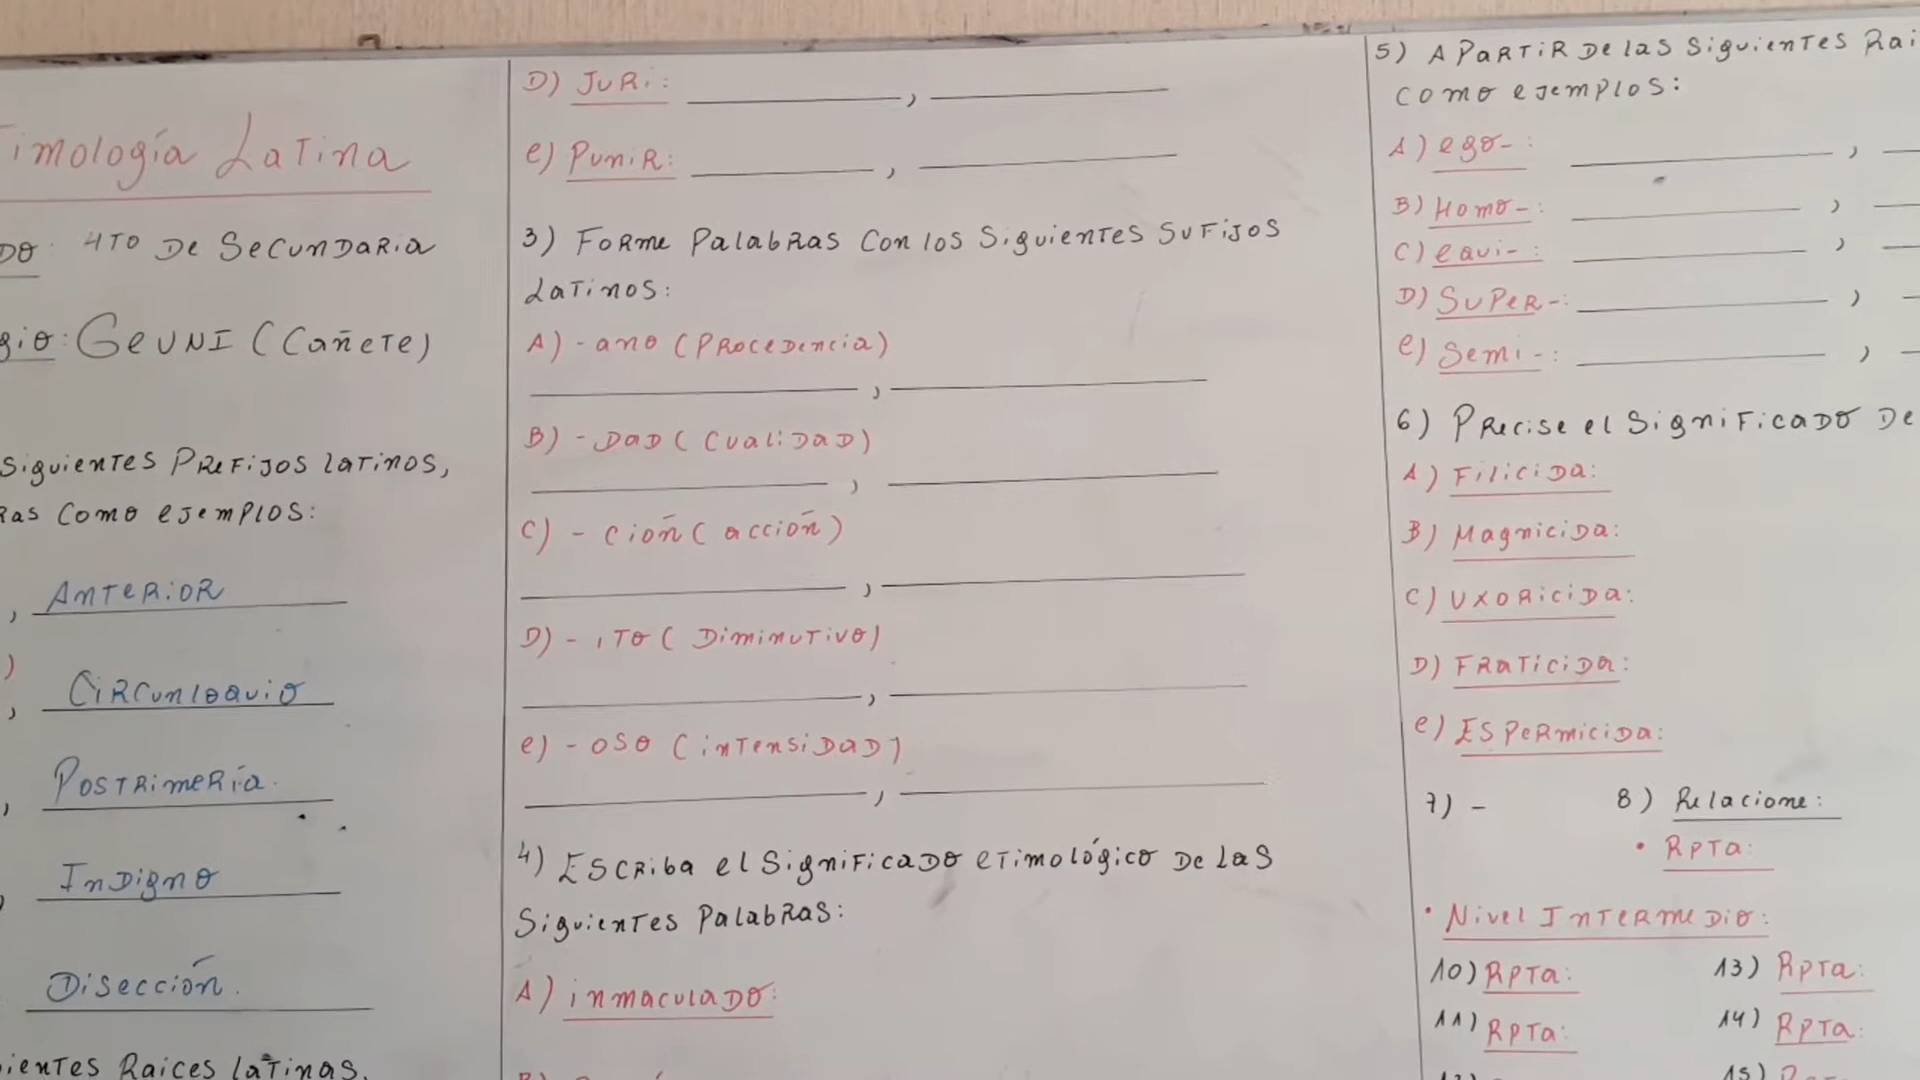 imología Latina
DO: 4TO De Secundaria
gio: GeUNI (Cañete)
Siguientes Prefijos latinos,
ras como ejemplos:
, Anterior
)
, Circunloquio
, Postrimería.
, Indigno
Disección.
ientes Raices latinas.
D) Juri: ,
e) Punir: ,
3) Forme Palabras Con los Siguientes Sufijos
Latinos:
A) - ano (Procedencia)
,
B) - Dad (Cualidad)
,
C) - ción (acción)
,
D) - ito (Diminutivo)
,
e) - oso (intensidad)
,
4) Escriba el Significado etimológico de las
Siguientes Palabras:
A) inmaculado:
5) A Partir de las Siguientes Rai
como ejemplos:
A) ego-: ,
B) Homo-: ,
C) equi-: ,
D) Super-: ,
e) Semi-: ,
6) Precise el Significado De
A) Filicida:
B) Magnicida:
C) Uxoricida:
D) Fraticida:
e) Espermicida:
7) - 8) Relacione:
• Rpta:
• Nivel Intermedio:
10) Rpta: 13) Rpta:
11) Rpta: 14) Rpta:
15)